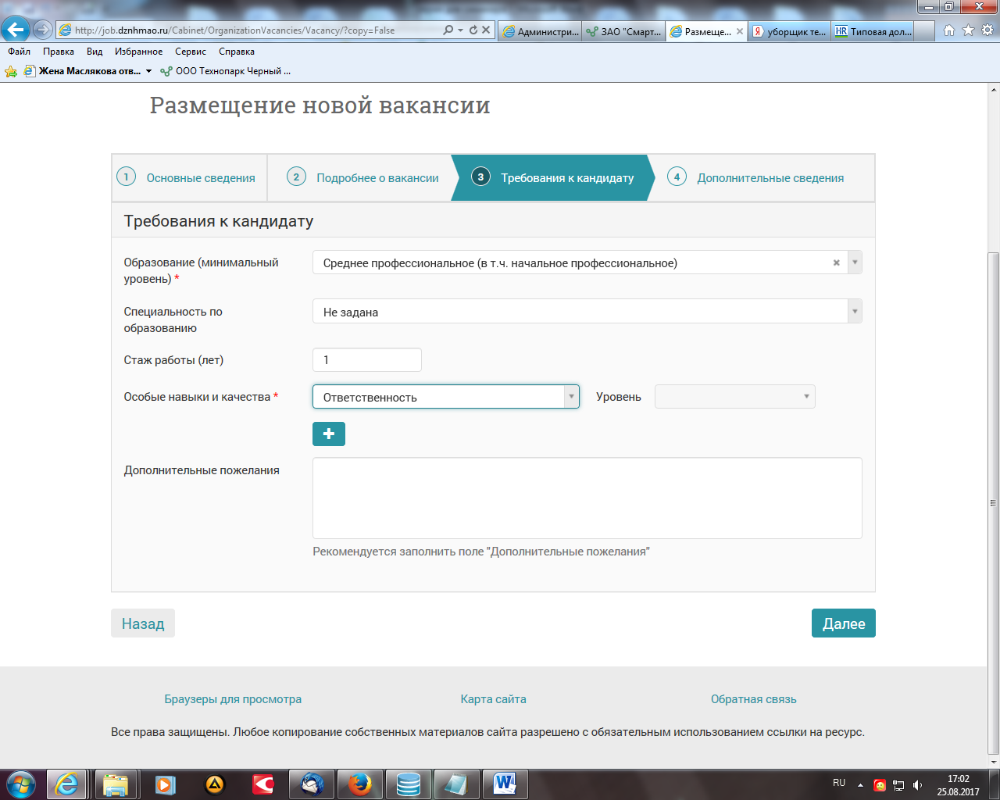 http://job.dznhmao.ru/Cabinet/OrganizationVacancies/Vacancy/?copy=False
Администри...
ЗАО "Смарт...
Размеще...
Я уборщик те...
HR Типовая дол...
Файл Правка Вид Избранное Сервис Справка
Жена Маслякова отв...
ООО Технопарк Черный ...
Размещение новой вакансии
1 Основные сведения
2 Подробнее о вакансии
3 Требования к кандидату
4 Дополнительные сведения
Требования к кандидату
Образование (минимальный
уровень) *
Среднее профессиональное (в т.ч. начальное профессиональное)
Специальность по
образованию
Не задана
Стаж работы (лет)
1
Особые навыки и качества *
Ответственность
Уровень
Дополнительные пожелания
Рекомендуется заполнить поле "Дополнительные пожелания"
Назад
Далее
Браузеры для просмотра
Карта сайта
Обратная связь
Все права защищены. Любое копирование собственных материалов сайта разрешено с обязательным использованием ссылки на ресурс.
RU
17:02
25.08.2017